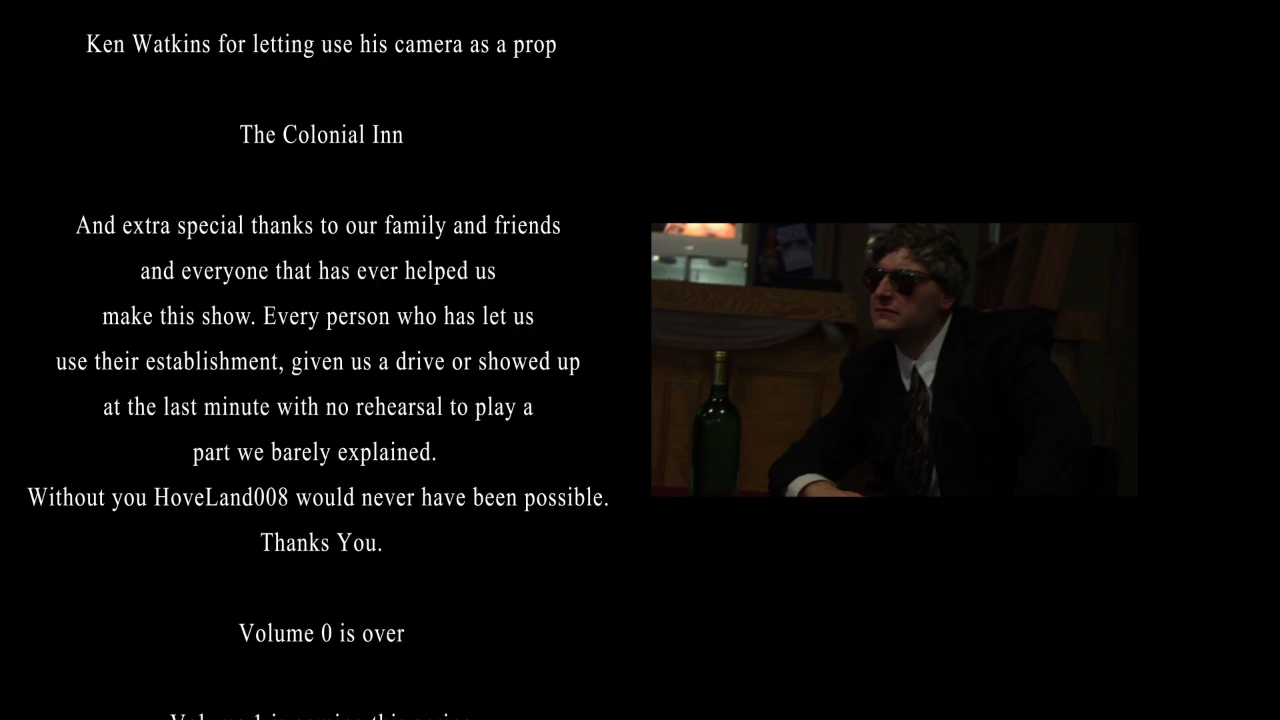 Ken Watkins for letting use his camera as a prop
The Colonial Inn
And extra special thanks to our family and friends
and everyone that has ever helped us
make this show. Every person who has let us
use their establishment, given us a drive or showed up
at the last minute with no rehearsal to play a
part we barely explained.
Without you HoveLand008 would never have been possible.
Thanks You.
Volume 0 is over